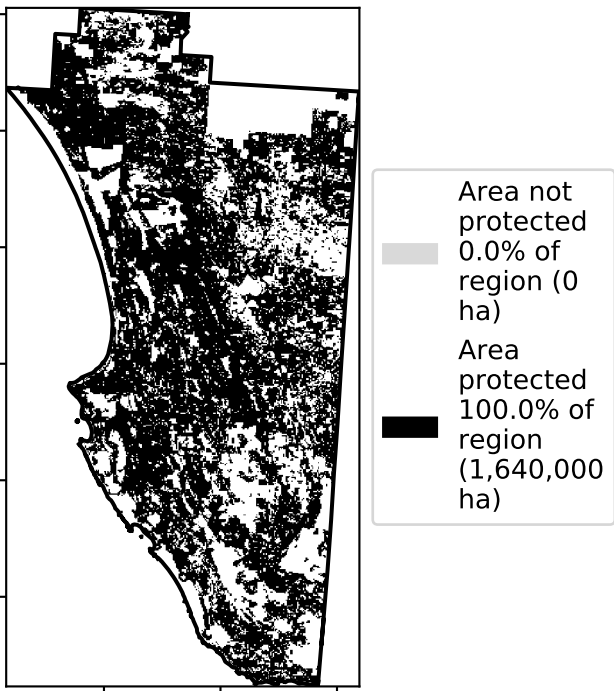 Area not
protected
0.0% of
region (0
ha)
Area
protected
100.0% of
region
(1,640,000
ha)